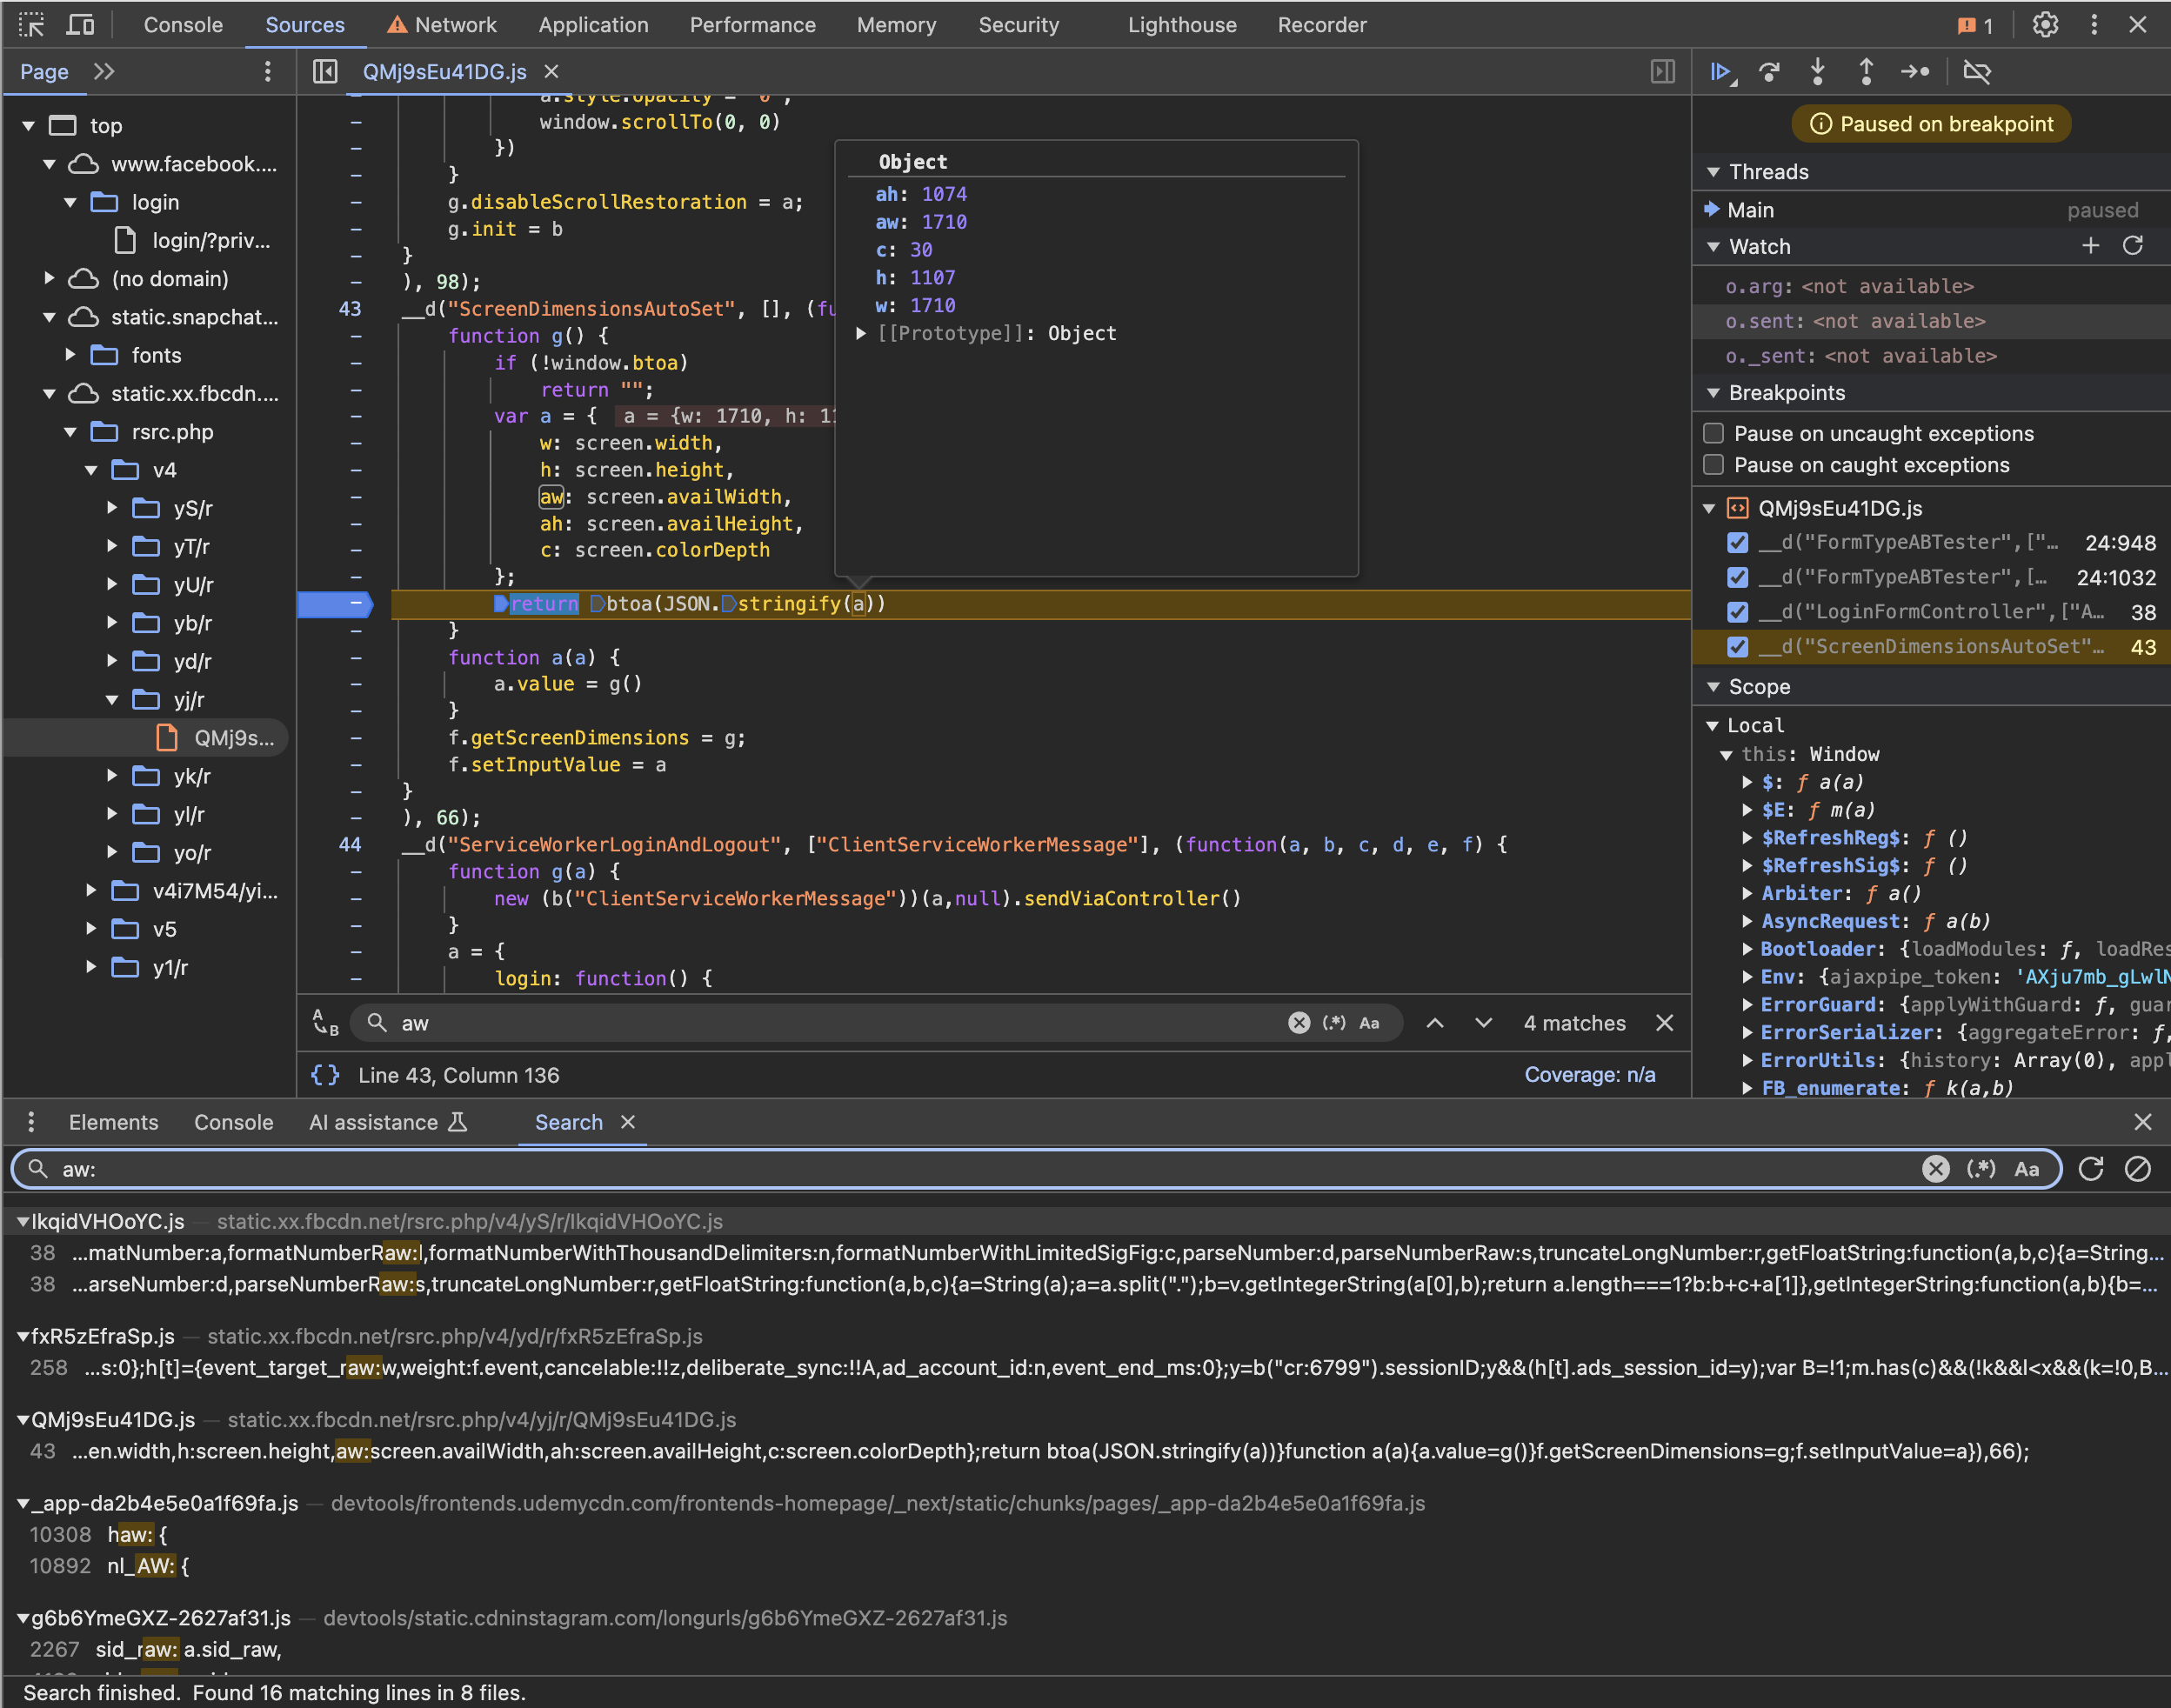 Console Sources Network Application Performance Memory Security Lighthouse Recorder 1
Page QMj9sEu41DG.js
Paused on breakpoint
top
www.facebook....
login
login/?priv...
(no domain)
static.snapchat...
fonts
static.xx.fbcdn....
rsrc.php
v4
yS/r
yT/r
yU/r
yb/r
yd/r
yj/r
QMj9s...
yk/r
yl/r
yo/r
v4i7M54/yi...
v5
y1/r
a.style.opacity = "0",
window.scrollTo(0, 0)
})
}
g.disableScrollRestoration = a;
g.init = b
}
), 98);
43 __d("ScreenDimensionsAutoSet", [], (fu
function g() {
if (!window.btoa)
return "";
var a = { a = {w: 1710, h: 11
w: screen.width,
h: screen.height,
aw: screen.availWidth,
ah: screen.availHeight,
c: screen.colorDepth
};
return btoa(JSON.stringify(a))
}
function a(a) {
a.value = g()
}
f.getScreenDimensions = g;
f.setInputValue = a
}
), 66);
44 __d("ServiceWorkerLoginAndLogout", ["ClientServiceWorkerMessage"], (function(a, b, c, d, e, f) {
function g(a) {
new (b("ClientServiceWorkerMessage"))(a,null).sendViaController()
}
a = {
login: function() {
Object
ah: 1074
aw: 1710
c: 30
h: 1107
w: 1710
[[Prototype]]: Object
A B aw (.*) Aa 4 matches
{} Line 43, Column 136 Coverage: n/a
Threads
Main paused
Watch
o.arg: <not available>
o.sent: <not available>
o._sent: <not available>
Breakpoints
Pause on uncaught exceptions
Pause on caught exceptions
QMj9sEu41DG.js
__d("FormTypeABTester",["… 24:948
__d("FormTypeABTester",[… 24:1032
__d("LoginFormController",["A… 38
__d("ScreenDimensionsAutoSet"… 43
Scope
Local
this: Window
$: ƒ a(a)
$E: ƒ m(a)
$RefreshReg$: ƒ ()
$RefreshSig$: ƒ ()
Arbiter: ƒ a()
AsyncRequest: ƒ a(b)
Bootloader: {loadModules: ƒ, loadRes
Env: {ajaxpipe_token: 'AXju7mb_gLwlN
ErrorGuard: {applyWithGuard: ƒ, guar
ErrorSerializer: {aggregateError: ƒ,
ErrorUtils: {history: Array(0), appl
FB_enumerate: ƒ k(a,b)
Elements Console AI assistance Search
aw: (.*) Aa
IkqidVHOoYC.js — static.xx.fbcdn.net/rsrc.php/v4/yS/r/IkqidVHOoYC.js
38 ...matNumber:a,formatNumberRaw:l,formatNumberWithThousandDelimiters:n,formatNumberWithLimitedSigFig:c,parseNumber:d,parseNumberRaw:s,truncateLongNumber:r,getFloatString:function(a,b,c){a=String...
38 ...arseNumber:d,parseNumberRaw:s,truncateLongNumber:r,getFloatString:function(a,b,c){a=String(a);a=a.split(".");b=v.getIntegerString(a[0],b);return a.length===1?b:b+c+a[1]},getIntegerString:function(a,b){b=...
fxR5zEfraSp.js — static.xx.fbcdn.net/rsrc.php/v4/yd/r/fxR5zEfraSp.js
258 ...s:0};h[t]={event_target_raw:w,weight:f.event,cancelable:!!z,deliberate_sync:!!A,ad_account_id:n,event_end_ms:0};y=b("cr:6799").sessionID;y&&(h[t].ads_session_id=y);var B=!1;m.has(c)&&(!k&&l<x&&(k=!0,B...
QMj9sEu41DG.js — static.xx.fbcdn.net/rsrc.php/v4/yj/r/QMj9sEu41DG.js
43 ...en.width,h:screen.height,aw:screen.availWidth,ah:screen.availHeight,c:screen.colorDepth};return btoa(JSON.stringify(a))}function a(a){a.value=g()}f.getScreenDimensions=g;f.setInputValue=a}),66);
_app-da2b4e5e0a1f69fa.js — devtools/frontends.udemycdn.com/frontends-homepage/_next/static/chunks/pages/_app-da2b4e5e0a1f69fa.js
10308 haw: {
10892 nl_AW: {
g6b6YmeGXZ-2627af31.js — devtools/static.cdninstagram.com/longurls/g6b6YmeGXZ-2627af31.js
2267 sid_raw: a.sid_raw,
Search finished. Found 16 matching lines in 8 files.